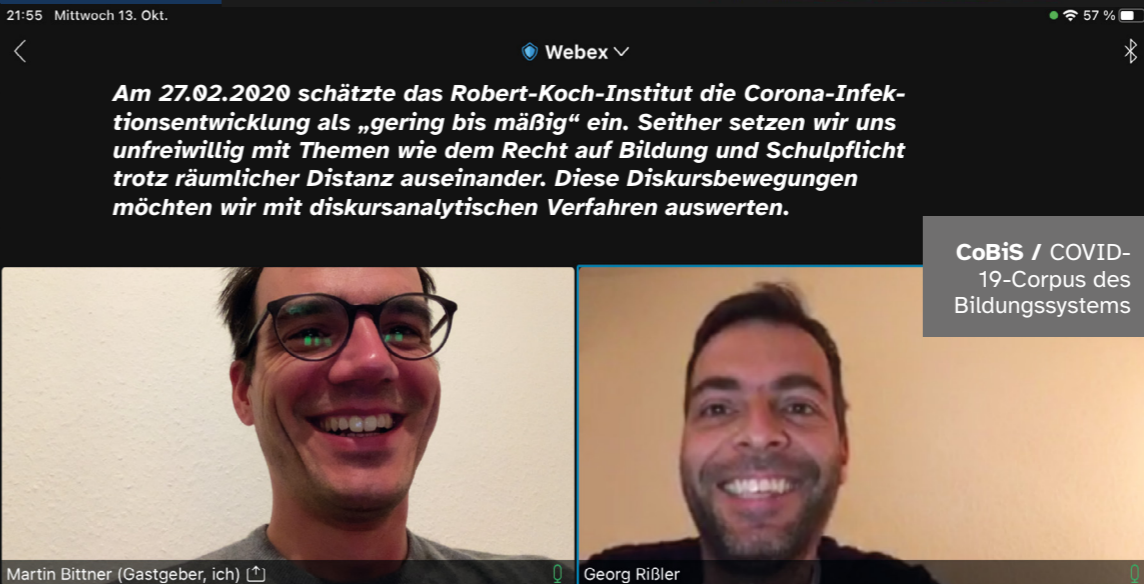 21:55 Mittwoch 13. Okt.
57 %
Webex
Am 27.02.2020 schätzte das Robert-Koch-Institut die Corona-Infek-
tionsentwicklung als „gering bis mäßig“ ein. Seither setzen wir uns
unfreiwillig mit Themen wie dem Recht auf Bildung und Schulpflicht
trotz räumlicher Distanz auseinander. Diese Diskursbewegungen
möchten wir mit diskursanalytischen Verfahren auswerten.
CoBiS / COVID-
19-Corpus des
Bildungssystems
Martin Bittner (Gastgeber, ich)
Georg Rißler